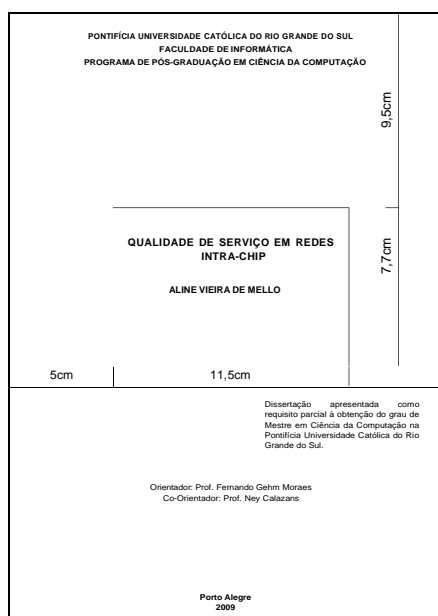 PONTIFÍCIA UNIVERSIDADE CATÓLICA DO RIO GRANDE DO SUL
FACULDADE DE INFORMÁTICA
PROGRAMA DE PÓS-GRADUAÇÃO EM CIÊNCIA DA COMPUTAÇÃO
9,5cm
QUALIDADE DE SERVIÇO EM REDES
INTRA-CHIP
7,7cm
ALINE VIEIRA DE MELLO
5cm
11,5cm
Dissertação apresentada como
requisito parcial à obtenção do grau de
Mestre em Ciência da Computação na
Pontifícia Universidade Católica do Rio
Grande do Sul.
Orientador: Prof. Fernando Gehm Moraes
Co-Orientador: Prof. Ney Calazans
Porto Alegre
2009